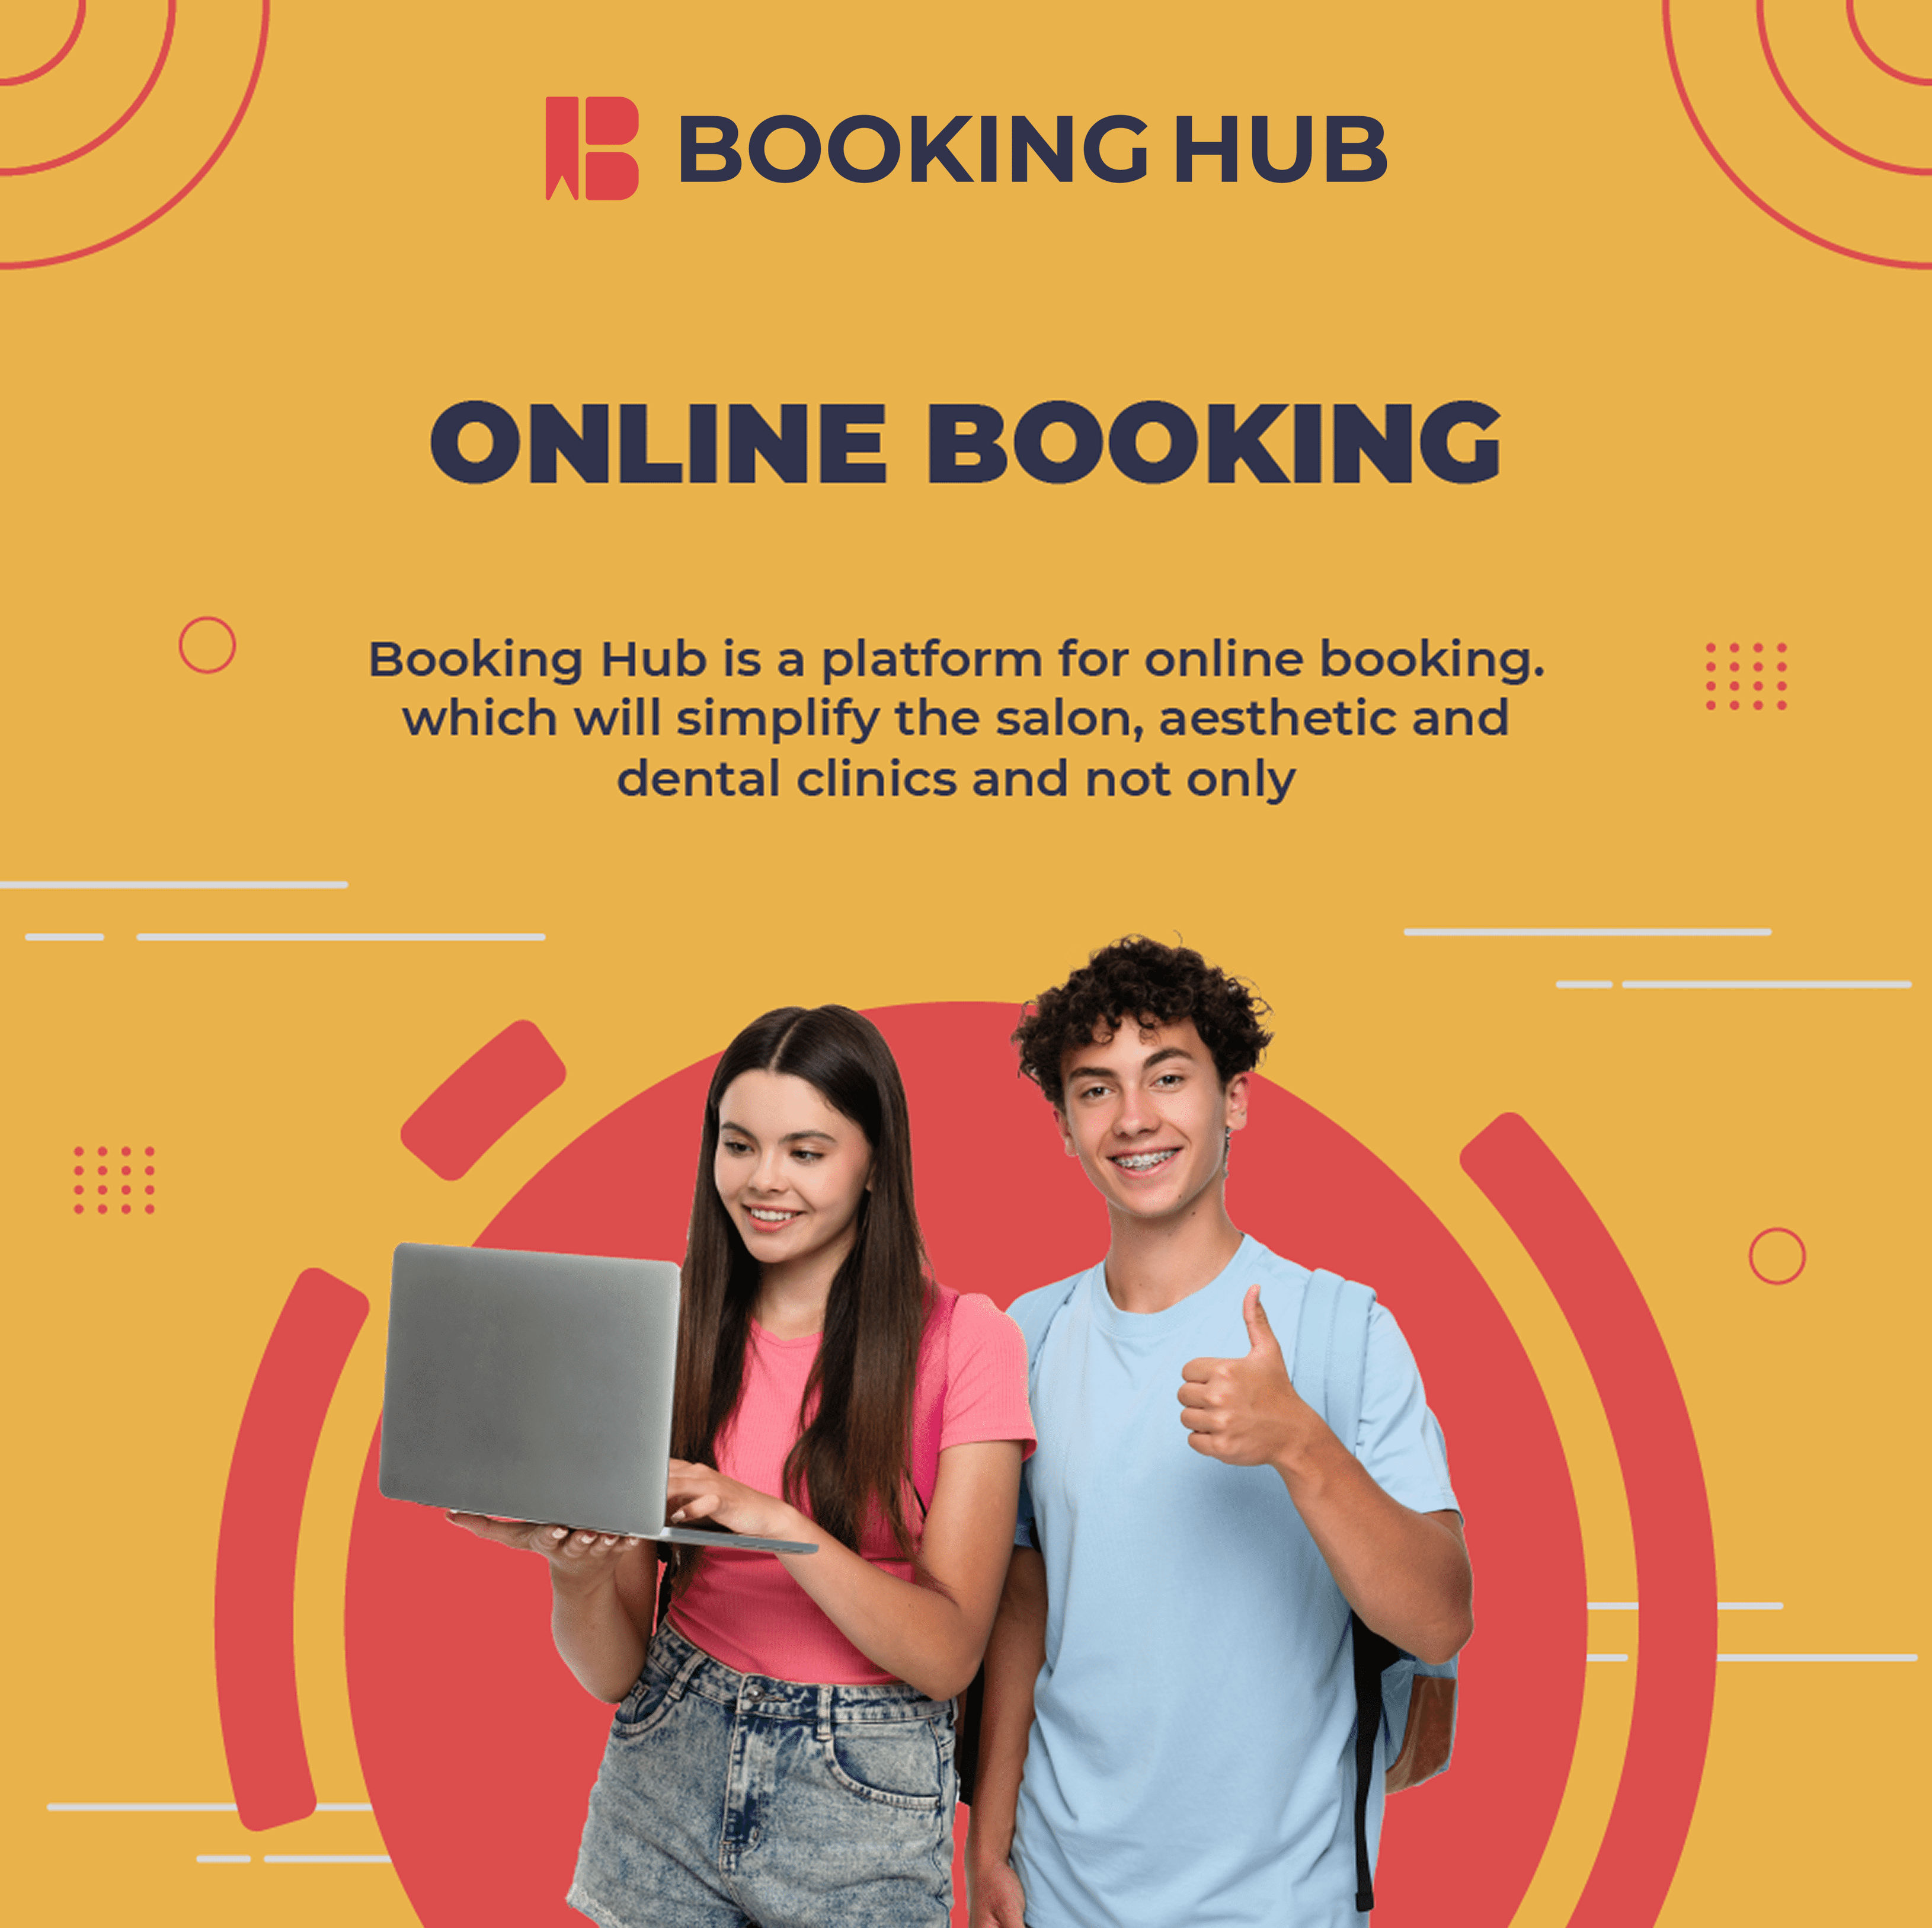 BOOKING HUB
ONLINE BOOKING
Booking Hub is a platform for online booking.
which will simplify the salon, aesthetic and
dental clinics and not only